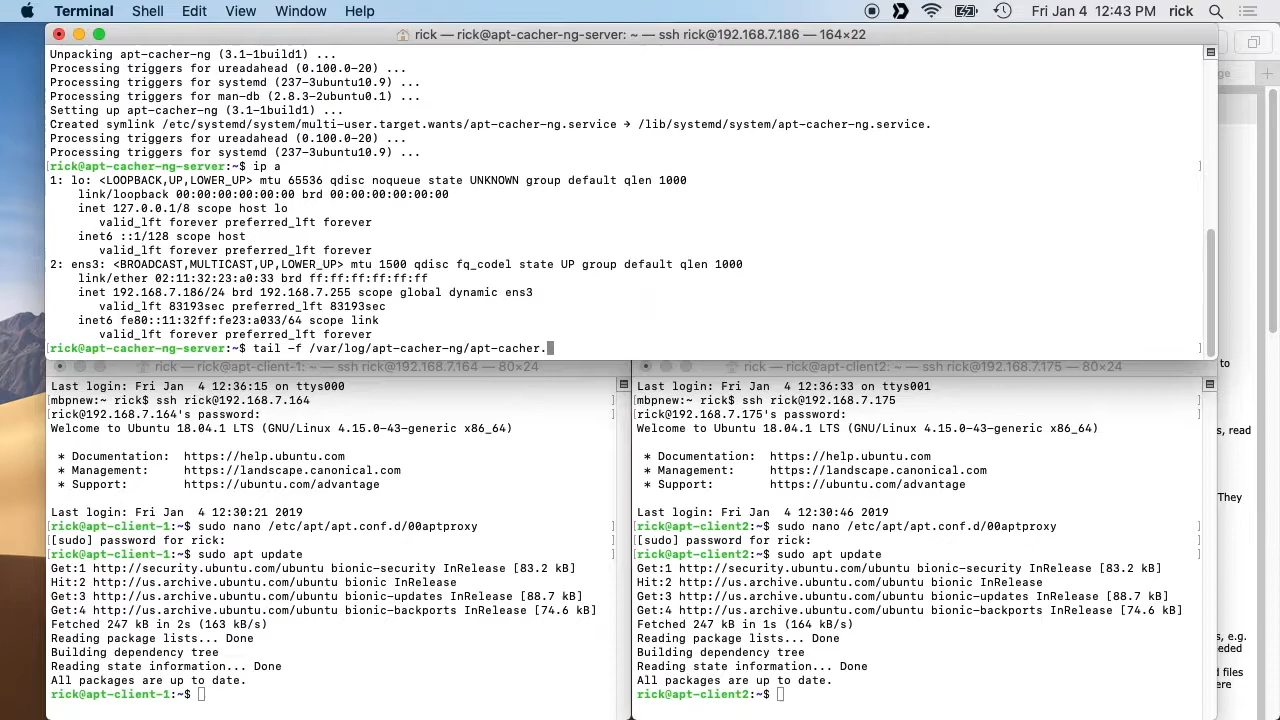 Terminal Shell Edit View Window Help Fri Jan 4 12:43 PM rick
rick — rick@apt-cacher-ng-server: ~ — ssh rick@192.168.7.186 — 164×22
Unpacking apt-cacher-ng (3.1-1build1) ...
Processing triggers for ureadahead (0.100.0-20) ...
Processing triggers for systemd (237-3ubuntu10.9) ...
Processing triggers for man-db (2.8.3-2ubuntu0.1) ...
Setting up apt-cacher-ng (3.1-1build1) ...
Created symlink /etc/systemd/system/multi-user.target.wants/apt-cacher-ng.service → /lib/systemd/system/apt-cacher-ng.service.
Processing triggers for ureadahead (0.100.0-20) ...
Processing triggers for systemd (237-3ubuntu10.9) ...
[rick@apt-cacher-ng-server:~$ ip a ]
1: lo: <LOOPBACK,UP,LOWER_UP> mtu 65536 qdisc noqueue state UNKNOWN group default qlen 1000
link/loopback 00:00:00:00:00:00 brd 00:00:00:00:00:00
inet 127.0.0.1/8 scope host lo
valid_lft forever preferred_lft forever
inet6 ::1/128 scope host
valid_lft forever preferred_lft forever
2: ens3: <BROADCAST,MULTICAST,UP,LOWER_UP> mtu 1500 qdisc fq_codel state UP group default qlen 1000
link/ether 02:11:32:23:a0:33 brd ff:ff:ff:ff:ff:ff
inet 192.168.7.186/24 brd 192.168.7.255 scope global dynamic ens3
valid_lft 83193sec preferred_lft 83193sec
inet6 fe80::11:32ff:fe23:a033/64 scope link
valid_lft forever preferred_lft forever
[rick@apt-cacher-ng-server:~$ tail -f /var/log/apt-cacher-ng/apt-cacher. ]
rick — rick@apt-client-1: ~ — ssh rick@192.168.7.164 — 80×24
Last login: Fri Jan  4 12:36:15 on ttys000
[mbpnew:~ rick$ ssh rick@192.168.7.164 ]
[rick@192.168.7.164's password: ]
Welcome to Ubuntu 18.04.1 LTS (GNU/Linux 4.15.0-43-generic x86_64)
* Documentation: https://help.ubuntu.com
* Management: https://landscape.canonical.com
* Support: https://ubuntu.com/advantage
Last login: Fri Jan  4 12:30:21 2019
[rick@apt-client-1:~$ sudo nano /etc/apt/apt.conf.d/00aptproxy ]
[[sudo] password for rick: ]
[rick@apt-client-1:~$ sudo apt update ]
Get:1 http://security.ubuntu.com/ubuntu bionic-security InRelease [83.2 kB]
Hit:2 http://us.archive.ubuntu.com/ubuntu bionic InRelease
Get:3 http://us.archive.ubuntu.com/ubuntu bionic-updates InRelease [88.7 kB]
Get:4 http://us.archive.ubuntu.com/ubuntu bionic-backports InRelease [74.6 kB]
Fetched 247 kB in 2s (163 kB/s)
Reading package lists... Done
Building dependency tree
Reading state information... Done
All packages are up to date.
rick@apt-client-1:~$
rick — rick@apt-client2: ~ — ssh rick@192.168.7.175 — 80×24
Last login: Fri Jan  4 12:36:33 on ttys001
[mbpnew:~ rick$ ssh rick@192.168.7.175 ]
[rick@192.168.7.175's password: ]
Welcome to Ubuntu 18.04.1 LTS (GNU/Linux 4.15.0-43-generic x86_64)
* Documentation: https://help.ubuntu.com
* Management: https://landscape.canonical.com
* Support: https://ubuntu.com/advantage
Last login: Fri Jan  4 12:30:46 2019
[rick@apt-client2:~$ sudo nano /etc/apt/apt.conf.d/00aptproxy ]
[[sudo] password for rick: ]
[rick@apt-client2:~$ sudo apt update ]
Get:1 http://security.ubuntu.com/ubuntu bionic-security InRelease [83.2 kB]
Hit:2 http://us.archive.ubuntu.com/ubuntu bionic InRelease
Get:3 http://us.archive.ubuntu.com/ubuntu bionic-updates InRelease [88.7 kB]
Get:4 http://us.archive.ubuntu.com/ubuntu bionic-backports InRelease [74.6 kB]
Fetched 247 kB in 1s (164 kB/s)
Reading package lists... Done
Building dependency tree
Reading state information... Done
All packages are up to date.
rick@apt-client2:~$
to
s, read
They
s, e.g.
files